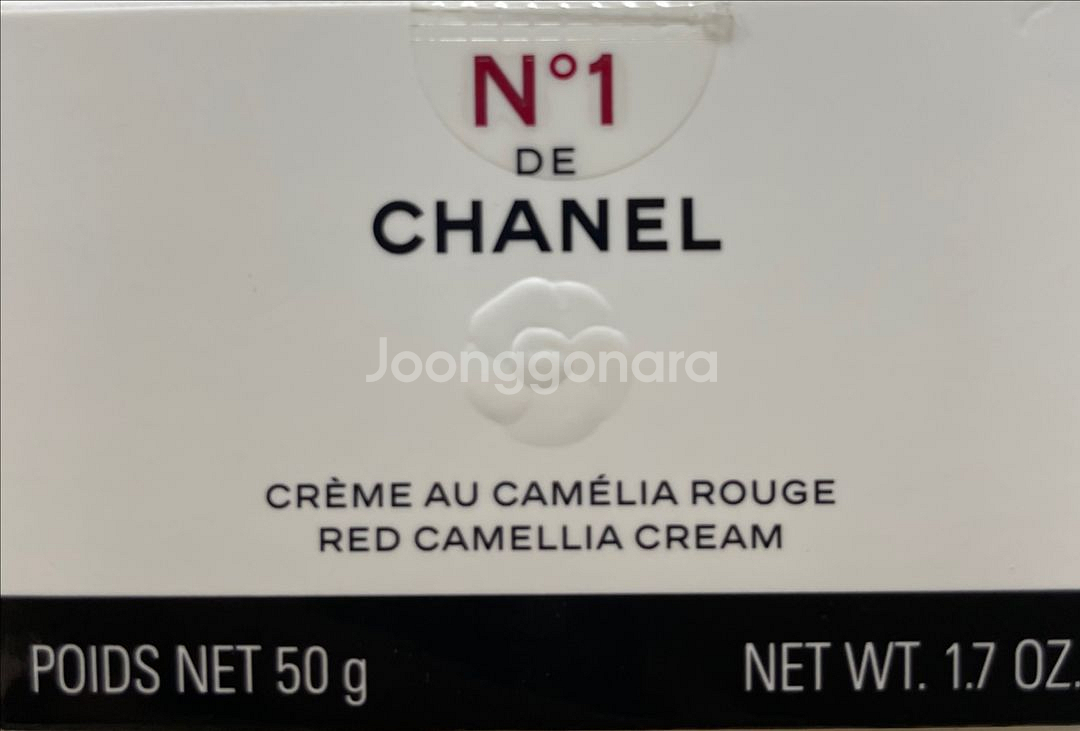 N°1
DE
CHANEL
Joonggonara
CRÈME AU CAMÉLIA ROUGE
RED CAMELLIA CREAM
POIDS NET 50 g
NET WT. 1.7 OZ.